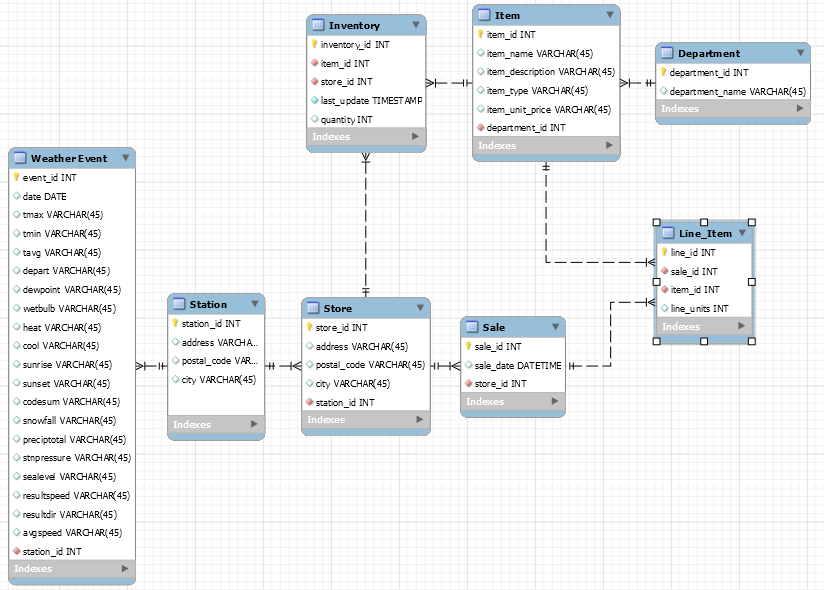 Inventory
inventory_id INT
item_id INT
store_id INT
last_update TIMESTAMP
quantity INT
Indexes
Item
item_id INT
item_name VARCHAR(45)
item_description VARCHAR(45)
item_type VARCHAR(45)
item_unit_price VARCHAR(45)
department_id INT
Indexes
Department
department_id INT
department_name VARCHAR(45)
Indexes
Weather Event
event_id INT
date DATE
tmax VARCHAR(45)
tmin VARCHAR(45)
tavg VARCHAR(45)
depart VARCHAR(45)
dewpoint VARCHAR(45)
wetbulb VARCHAR(45)
heat VARCHAR(45)
cool VARCHAR(45)
sunrise VARCHAR(45)
sunset VARCHAR(45)
codesum VARCHAR(45)
snowfall VARCHAR(45)
preciptotal VARCHAR(45)
stnpressure VARCHAR(45)
sealevel VARCHAR(45)
resultspeed VARCHAR(45)
resultdir VARCHAR(45)
avgspeed VARCHAR(45)
station_id INT
Indexes
Station
station_id INT
address VARCHA...
postal_code VAR...
city VARCHAR(45)
Indexes
Store
store_id INT
address VARCHAR(45)
postal_code VARCHAR(45)
city VARCHAR(45)
station_id INT
Indexes
Sale
sale_id INT
sale_date DATETIME
store_id INT
Indexes
Line_Item
line_id INT
sale_id INT
item_id INT
line_units INT
Indexes